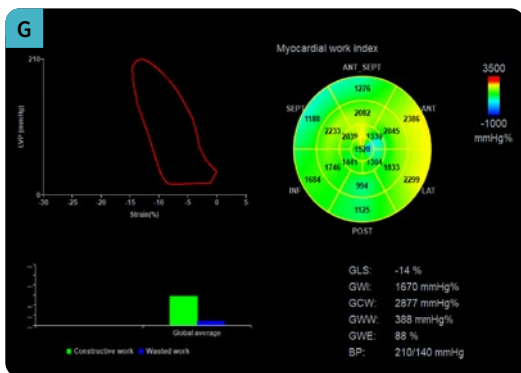 G
Myocardial work index
210
LVP (mmHg)
0
-30 -25 -20 -15 -10 -5 0 5
Strain(%)
ANT_SEPT
SEPT
ANT
INF
LAT
POST
1276
1188
2082
2386
2233
2039
1330
2045
1528
1746
1441
1304
1833
1684
994
2299
1125
3500
-1000
mmHg%
Global average
Constructive work
Wasted work
GLS: -14 %
GWI: 1670 mmHg%
GCW: 2877 mmHg%
GWW: 388 mmHg%
GWE: 88 %
BP: 210/140 mmHg